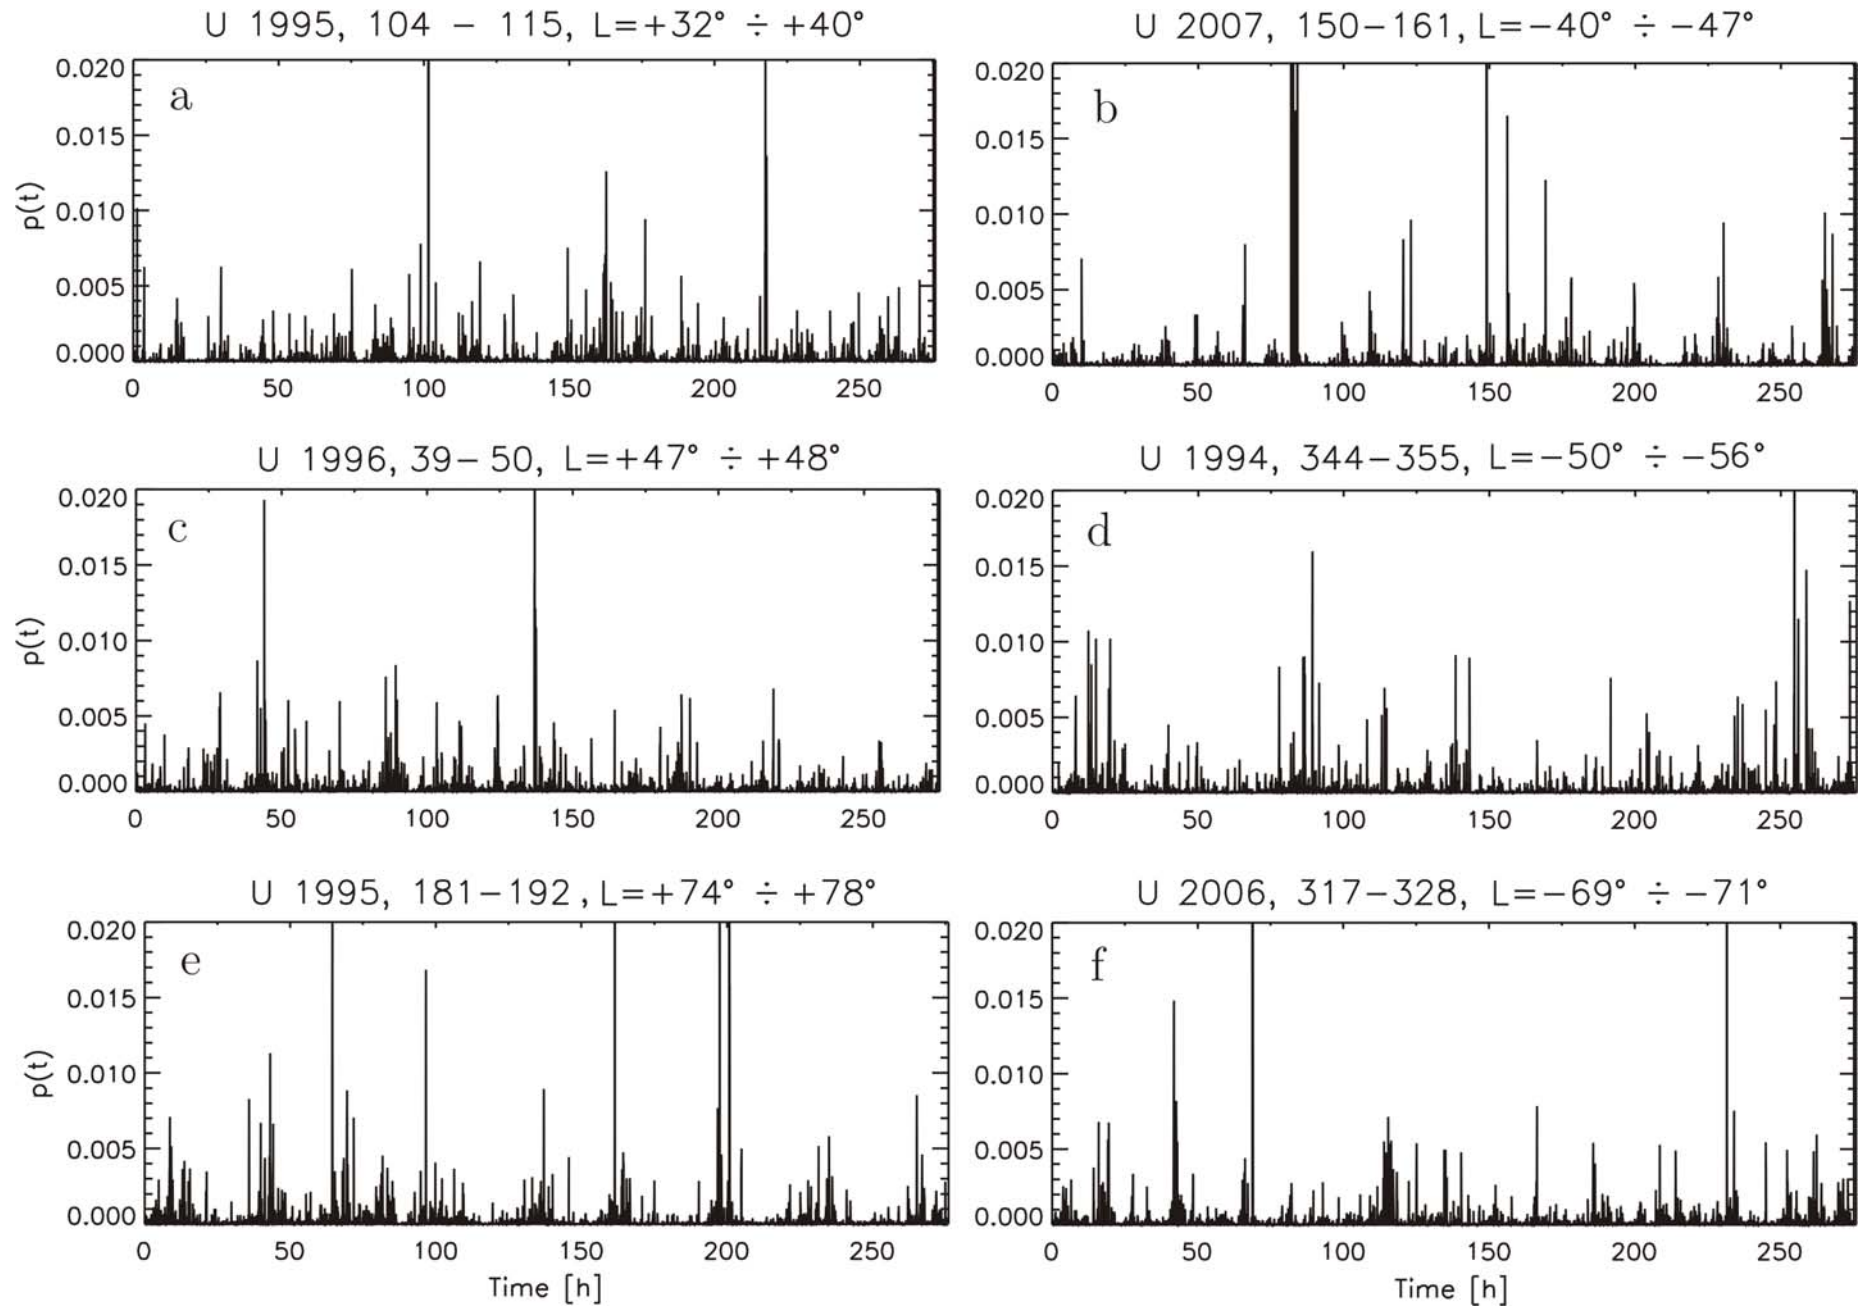 U 1995, 104 – 115, L=+32° ÷ +40°
a
p(t)
0.020
0.015
0.010
0.005
0.000
0 50 100 150 200 250
U 2007, 150–161, L=−40° ÷ −47°
b
0.020
0.015
0.010
0.005
0.000
0 50 100 150 200 250
U 1996, 39– 50, L=+47° ÷ +48°
c
p(t)
0.020
0.015
0.010
0.005
0.000
0 50 100 150 200 250
U 1994, 344–355, L=−50° ÷ −56°
d
0.020
0.015
0.010
0.005
0.000
0 50 100 150 200 250
U 1995, 181–192, L=+74° ÷ +78°
e
p(t)
0.020
0.015
0.010
0.005
0.000
0 50 100 150 200 250
Time [h]
U 2006, 317–328, L=−69° ÷ −71°
f
0.020
0.015
0.010
0.005
0.000
0 50 100 150 200 250
Time [h]